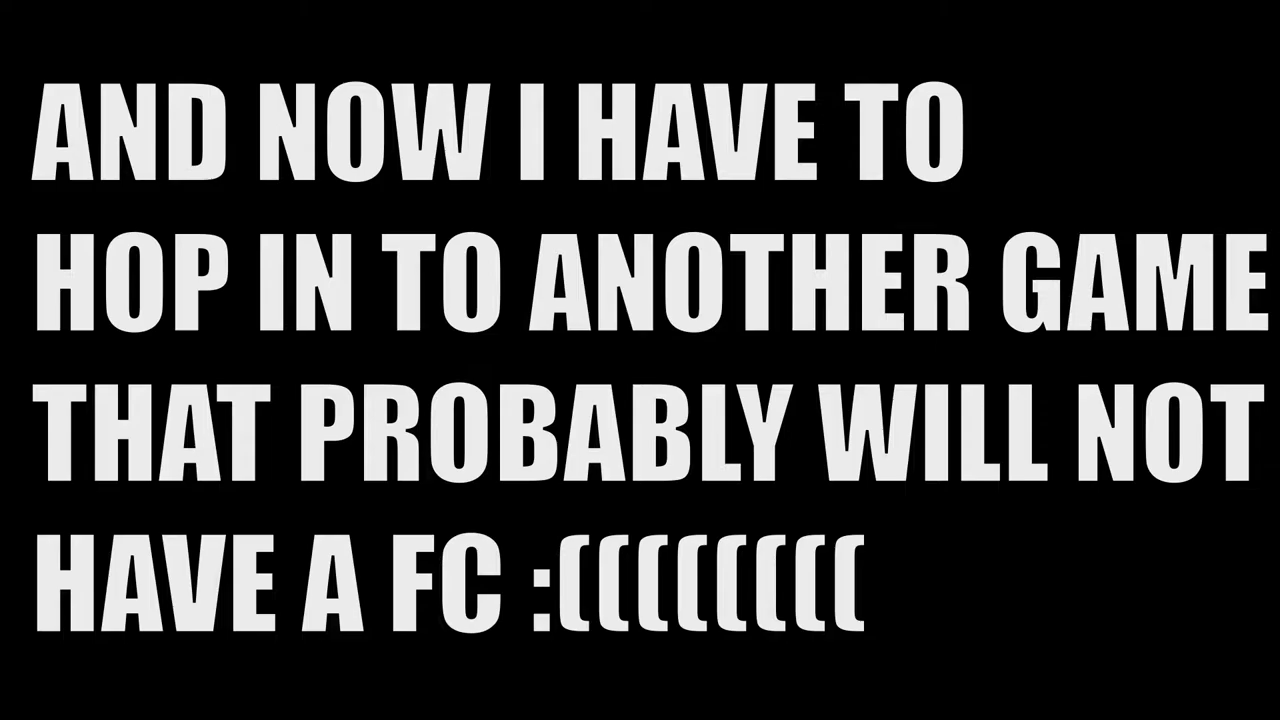 AND NOW I HAVE TO
HOP IN TO ANOTHER GAME
THAT PROBABLY WILL NOT
HAVE A FC :((((((((